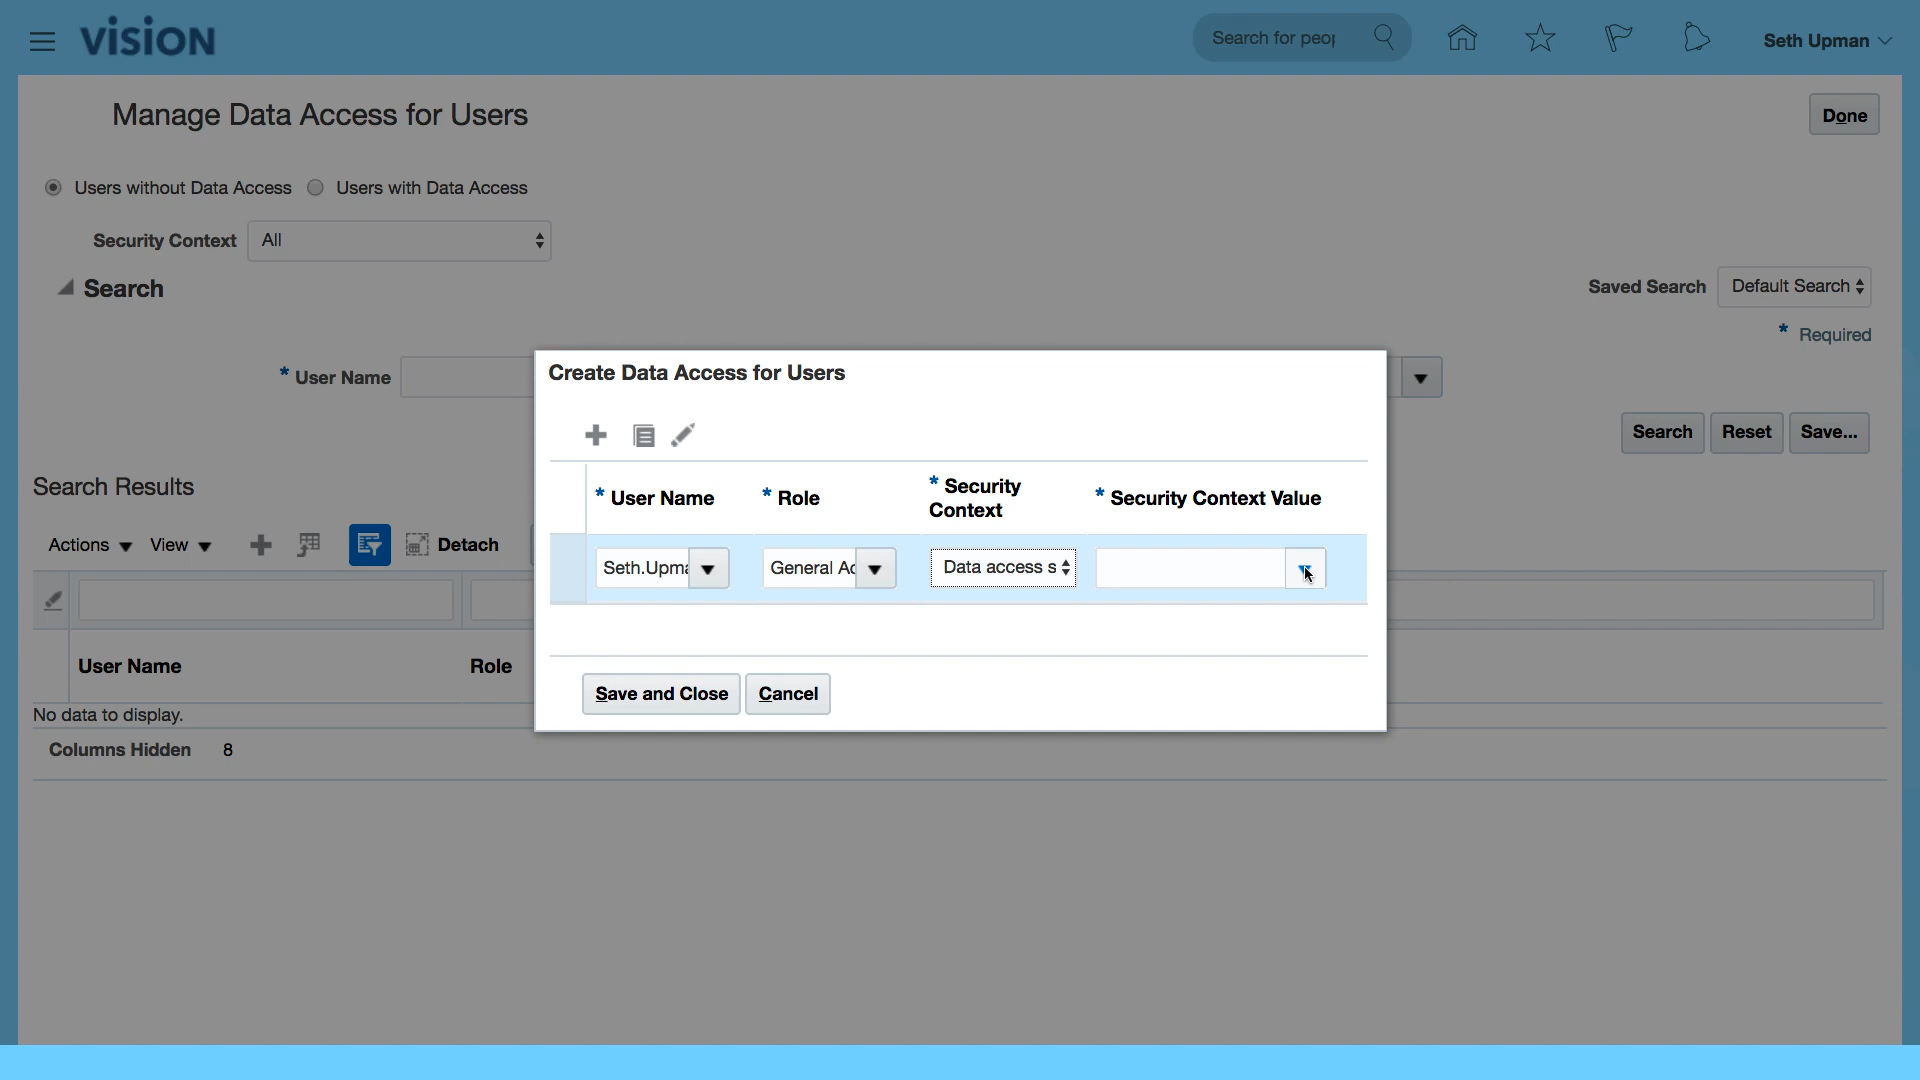 VISION
Search for peop
Seth Upman
Manage Data Access for Users
Done
Users without Data Access
Users with Data Access
Security Context
All
Search
Saved Search
Default Search
* Required
* User Name
Search
Reset
Save...
Search Results
Actions
View
Detach
User Name
Role
No data to display.
Columns Hidden 8
Create Data Access for Users
* User Name
* Role
* Security
Context
* Security Context Value
Seth.Upma
General Ac
Data access s
Save and Close
Cancel